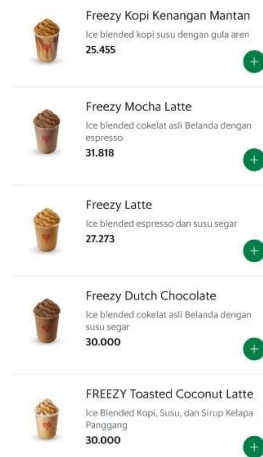 Freezy Kopi Kenangan Mantan
Ice blended kopi susu dengan gula aren
25.455
Freezy Mocha Latte
Ice blended cokelat asli Belanda dengan
espresso
31.818
Freezy Latte
Ice blended espresso dan susu segar
27.273
Freezy Dutch Chocolate
Ice blended cokelat asli Belanda dengan
susu segar
30.000
FREEZY Toasted Coconut Latte
Ice Blended Kopi, Susu, dan Sirup Kelapa
Panggang
30.000